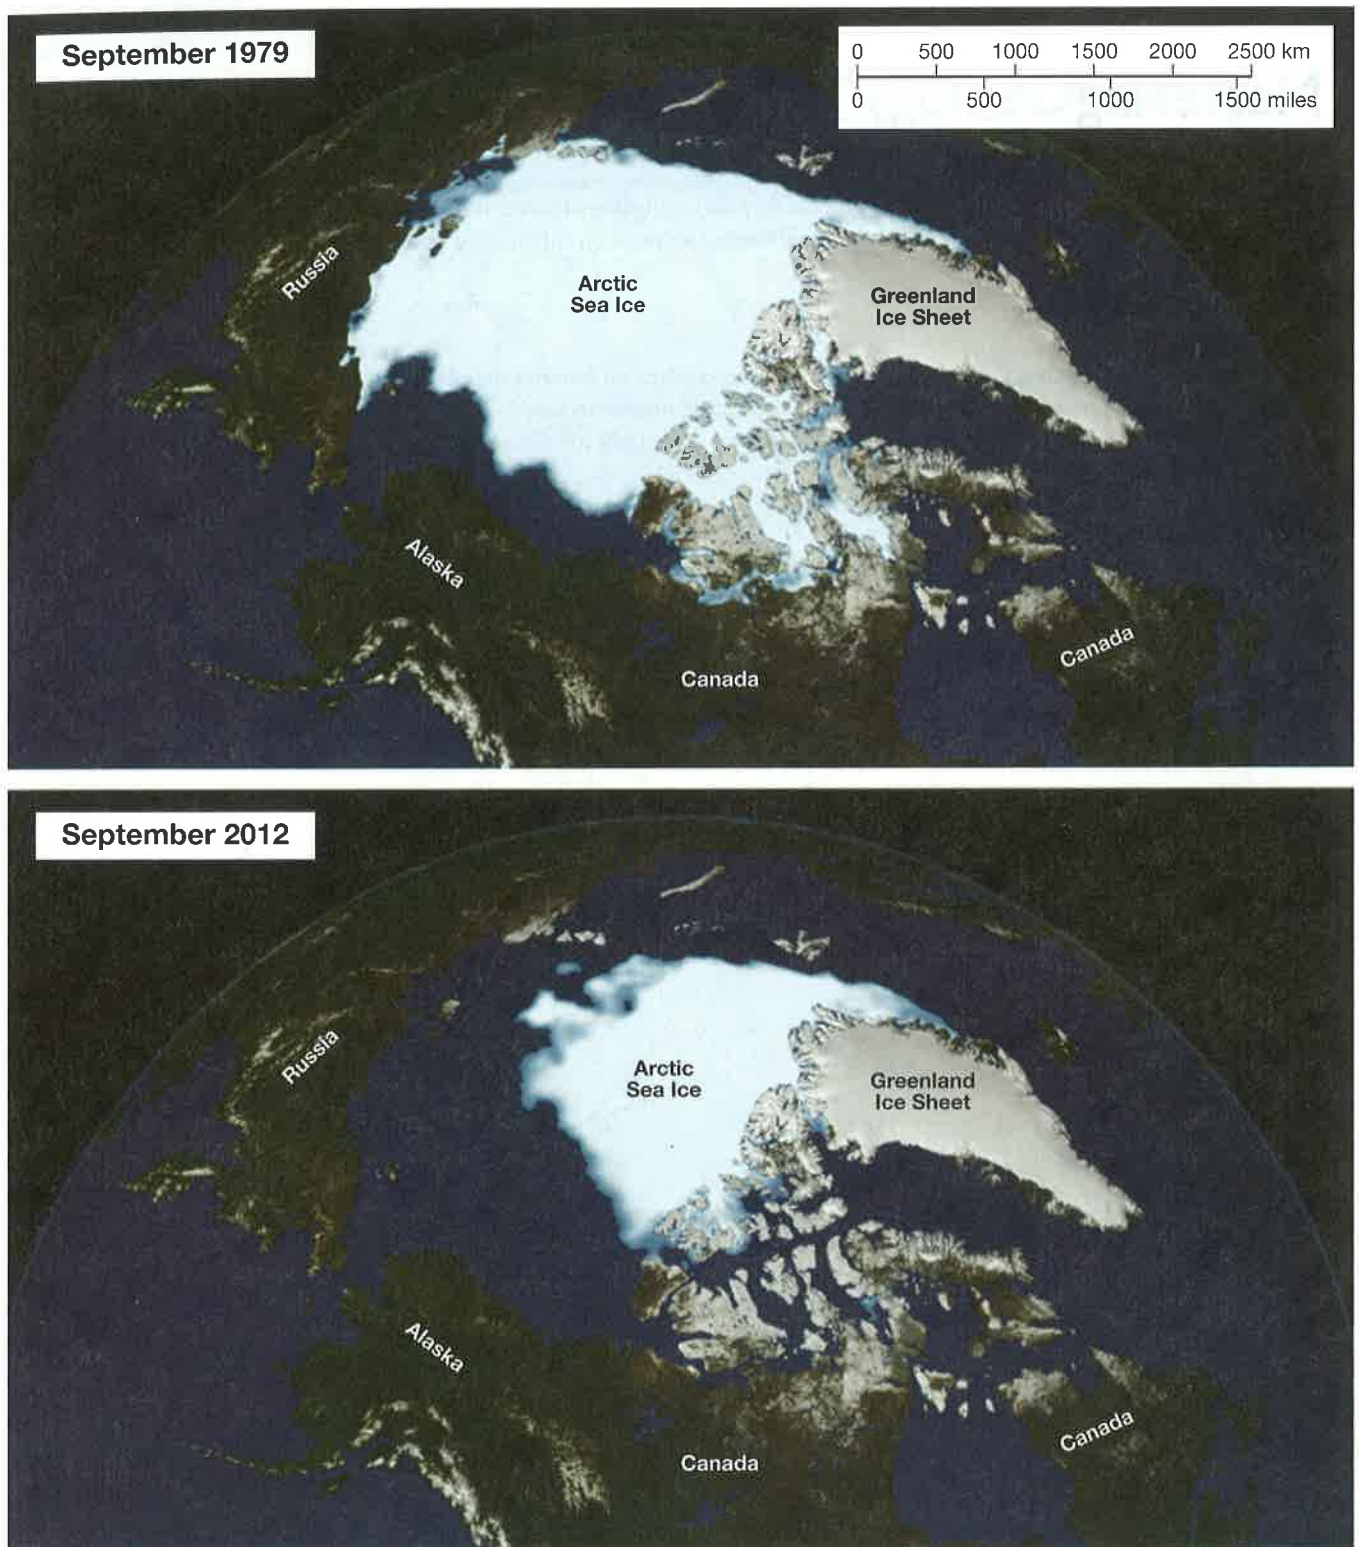 September 1979
0 500 1000 1500 2000 2500 km
0 500 1000 1500 miles
Russia
Arctic
Sea Ice
Greenland
Ice Sheet
Alaska
Canada
Canada
September 2012
Russia
Arctic
Sea Ice
Greenland
Ice Sheet
Alaska
Canada
Canada